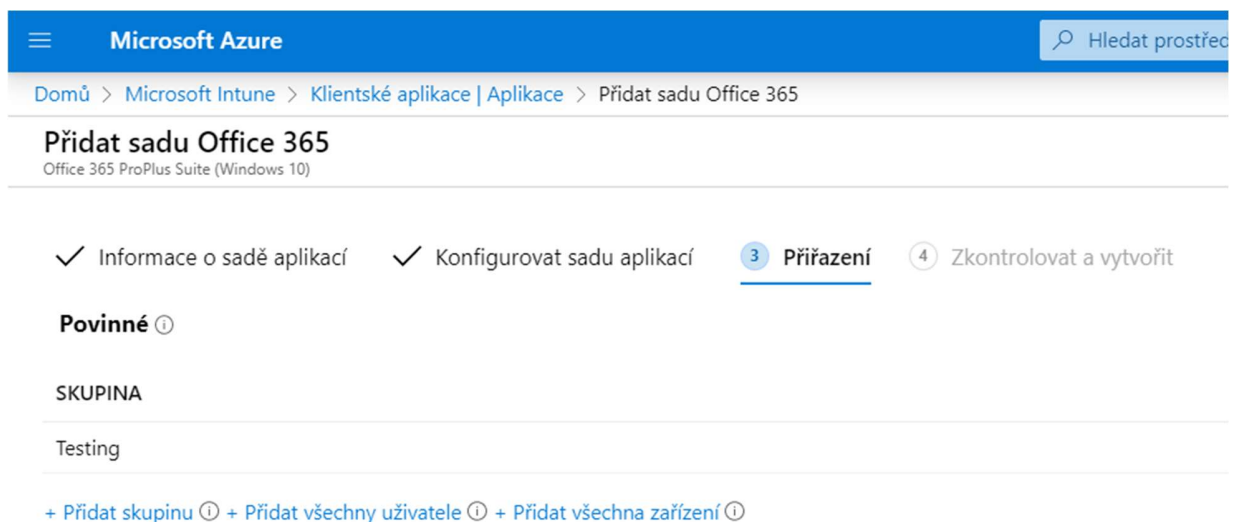 Microsoft Azure Hledat prostřed
Domů > Microsoft Intune > Klientské aplikace | Aplikace > Přidat sadu Office 365
Přidat sadu Office 365
Office 365 ProPlus Suite (Windows 10)
Informace o sadě aplikací Konfigurovat sadu aplikací 3 Přiřazení 4 Zkontrolovat a vytvořit
Povinné
SKUPINA
Testing
+ Přidat skupinu + Přidat všechny uživatele + Přidat všechna zařízení